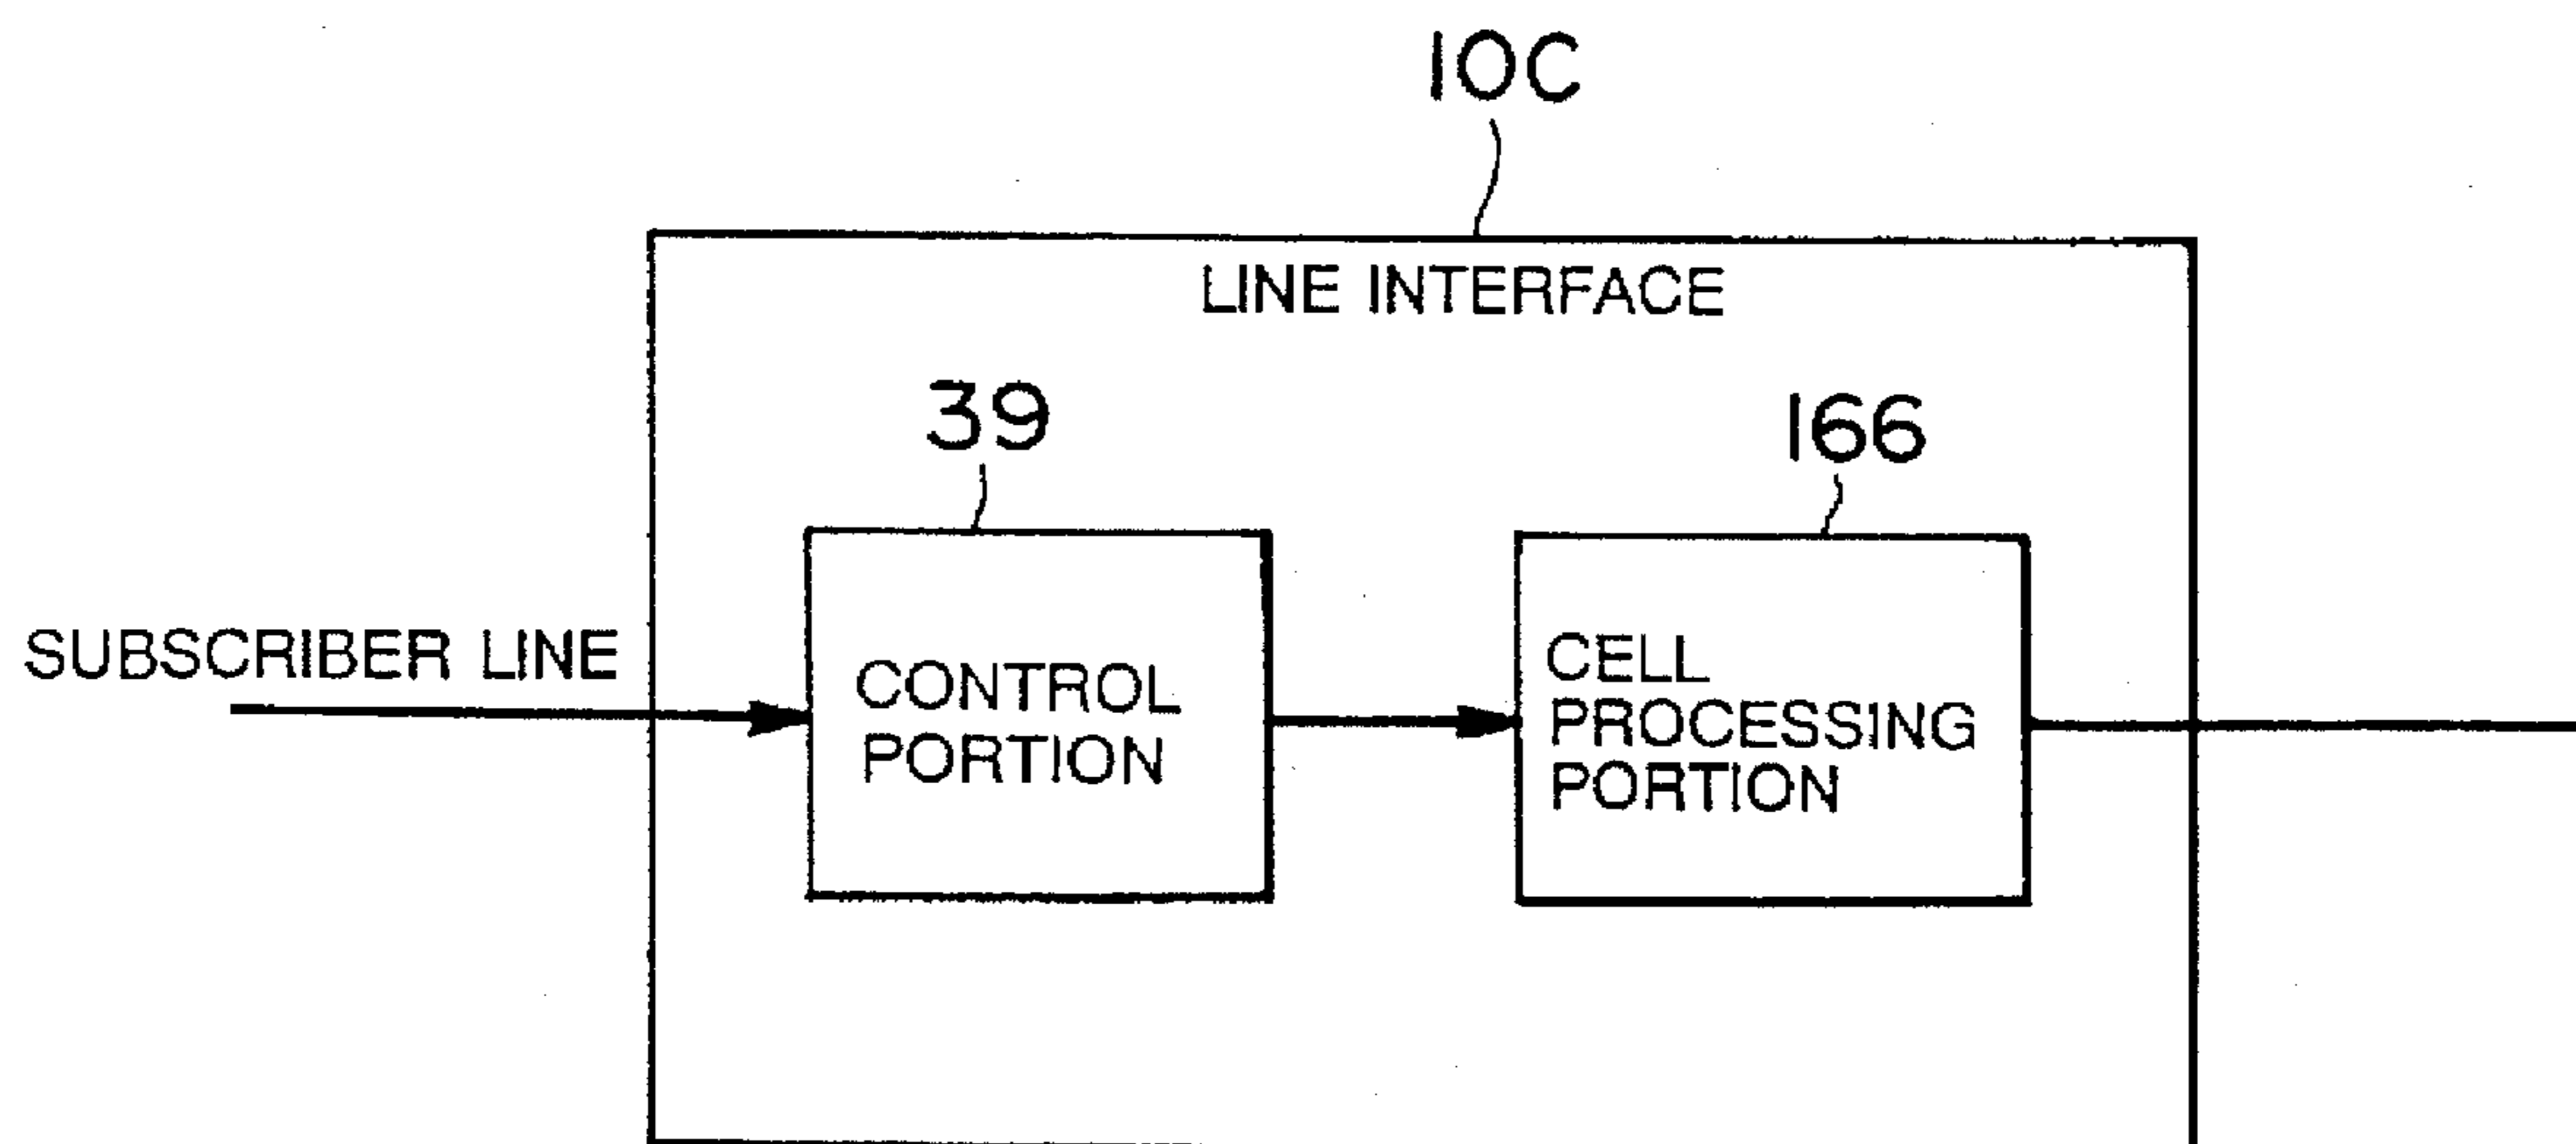 10C
LINE INTERFACE
39
166
SUBSCRIBER LINE
CONTROL
PORTION
CELL
PROCESSING
PORTION